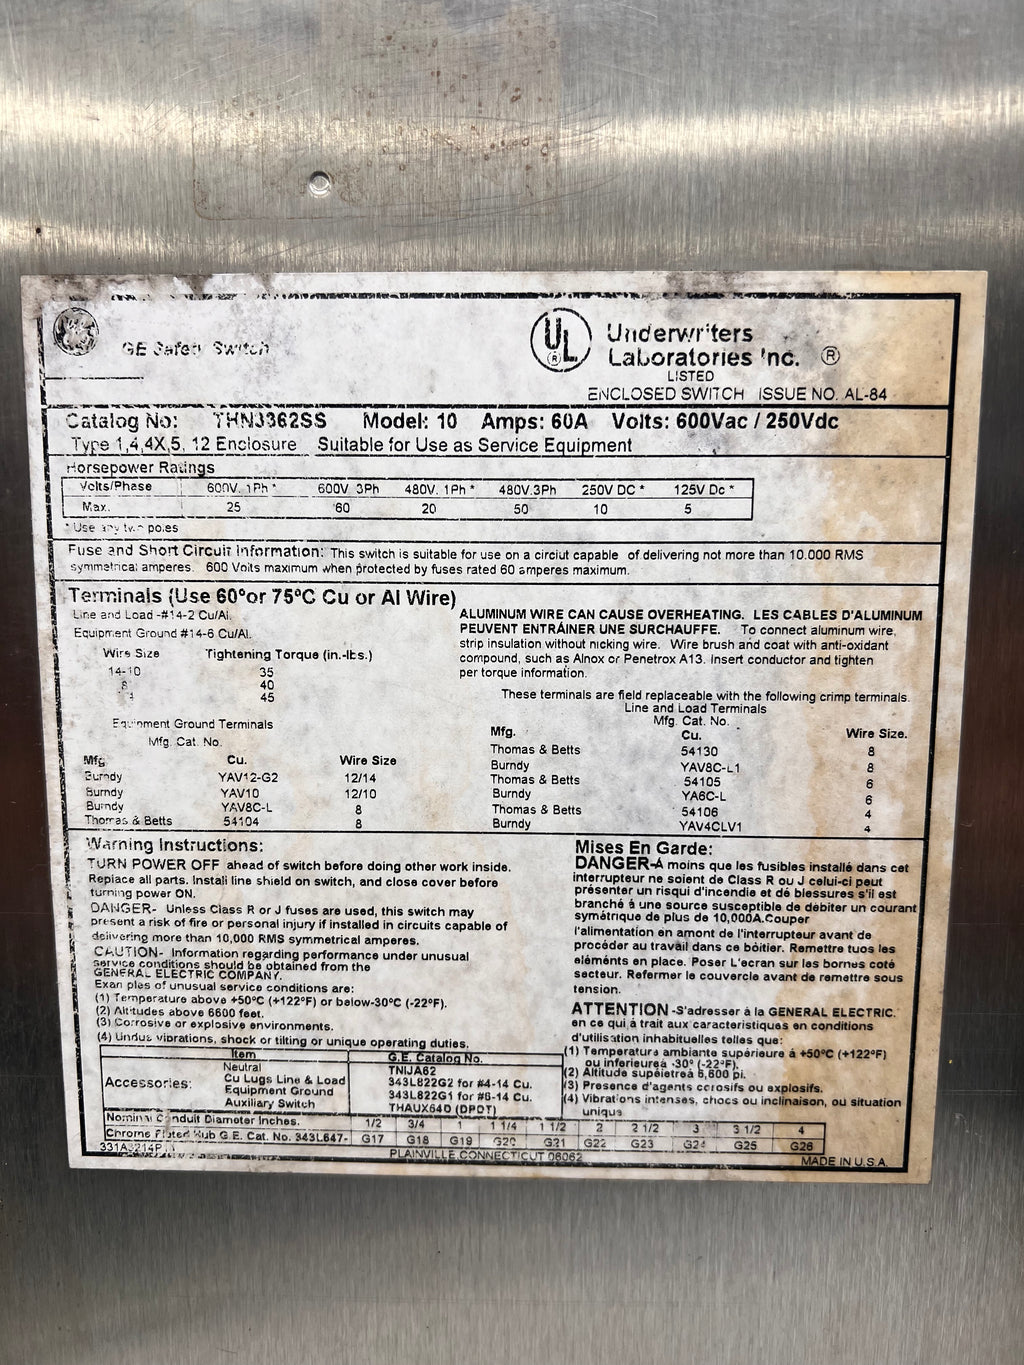 GE Safety Switch
UL ® Underwriters
Laboratories Inc. ®
LISTED
ENCLOSED SWITCH ISSUE NO. AL-84
Catalog No: THN3362SS Model: 10 Amps: 60A Volts: 600Vac / 250Vdc
Type 1,4,4X,5, 12 Enclosure Suitable for Use as Service Equipment
Horsepower Ratings
Volts/Phase 600V. 1Ph * 600V 3Ph 480V. 1Ph * 480V.3Ph 250V DC * 125V Dc *
Max. 25 60 20 50 10 5
* Use any two poles
Fuse and Short Circuit Information: This switch is suitable for use on a circiut capable of delivering not more than 10.000 RMS
symmetrical amperes. 600 Volts maximum when protected by fuses rated 60 amperes maximum.
Terminals (Use 60°or 75°C Cu or Al Wire)
Line and Load -#14-2 Cu/Al.
Equipment Ground #14-6 Cu/Al.
Wire Size Tightening Torque (in.-lbs.)
14-10 35
8 40
45
Equipment Ground Terminals
Mfg. Cat. No.
Mfg. Cu. Wire Size
Burndy YAV12-G2 12/14
Burndy YAV10 12/10
Burndy YAV8C-L 8
Thomas & Betts 54104 8
ALUMINUM WIRE CAN CAUSE OVERHEATING. LES CABLES D'ALUMINUM
PEUVENT ENTRAÎNER UNE SURCHAUFFE. To connect aluminum wire,
strip insulation without nicking wire. Wire brush and coat with anti-oxidant
compound, such as Alnox or Penetrox A13. Insert conductor and tighten
per torque information.
These terminals are field replaceable with the following crimp terminals.
Line and Load Terminals
Mfg. Cat. No.
Mfg. Cu. Wire Size.
Thomas & Betts 54130 8
Burndy YAV8C-L1 8
Thomas & Betts 54105 6
Burndy YA6C-L 6
Thomas & Betts 54106 4
Burndy YAV4CLV1 4
Warning Instructions:
TURN POWER OFF ahead of switch before doing other work inside.
Replace all parts. Install line shield on switch, and close cover before
turning power ON.
DANGER- Unless Class R or J fuses are used, this switch may
present a risk of fire or personal injury if installed in circuits capable of
delivering more than 10,000 RMS symmetrical amperes.
CAUTION- Information regarding performance under unusual
service conditions should be obtained from the
GENERAL ELECTRIC COMPANY.
Examples of unusual service conditions are:
(1) Temperature above +50°C (+122°F) or below-30°C (-22°F).
(2) Altitudes above 6600 feet.
(3) Corrosive or explosive environments.
(4) Undue vibrations, shock or tilting or unique operating duties.
Mises En Garde:
DANGER-À moins que les fusibles installé dans cet
interrupteur ne soient de Class R ou J celui-ci peut
présenter un risqui d'incendie et dè blessures s'il est
branché à une source susceptible de débiter un courant
symétrique de plus de 10,000A.Couper
l'alimentation en amont de l'interrupteur avant de
procéder au travail dans ce bôitier. Remettre tuos les
eléments en place. Poser L'ecran sur les bornes coté
secteur. Refermer le couvercle avant de remettre sous
tension.
ATTENTION -S'adresser à la GENERAL ELECTRIC.
en ce qui á trait aux caracteristiques en conditions
d'utilisation inhabituelles telles que:
(1) Temperature ambiante supérieure á +50°C (+122°F)
ou inferieureá -30° (-22°F).
(2) Altitude supéietreá 6,600 pi.
(3) Presence d'agents corosifs ou explosifs.
(4) Vibrations intenses, chocs ou inclinaison, ou situation
unique
Accessories: Item G.E. Catalog No.
Neutral TNIJA62
Cu Lugs Line & Load 343L822G2 for #4-14 Cu.
Equipment Ground 343L822G1 for #6-14 Cu.
Auxiliary Switch THAUX64D (DPDT)
Nominal Conduit Diameter Inches. 1/2 3/4 1 1 1/4 1 1/2 2 2 1/2 3 3 1/2 4
Chrome Plated Hub G.E. Cat. No. 343L647- G17 G18 G19 G20 G21 G22 G23 G24 G25 G26
PLAINVILLE,CONNECTICUT 06062
MADE IN U.S.A.